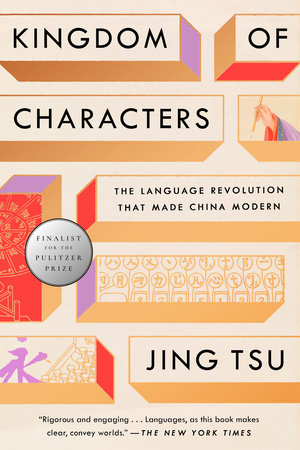 KINGDOM OF
CHARACTERS
THE LANGUAGE REVOLUTION
THAT MADE CHINA MODERN
FINALIST
FOR THE
PULITZER
PRIZE
永
JING TSU
“Rigorous and engaging . . . Languages, as this book makes
clear, convey worlds.” —THE NEW YORK TIMES